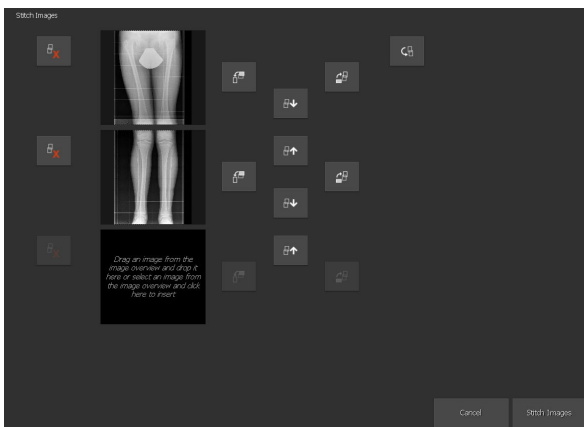 Stitch Images
Drag an image from the
image overview and drop it
here or select an image from
the image overview and click
here to insert
Cancel
Stitch Images